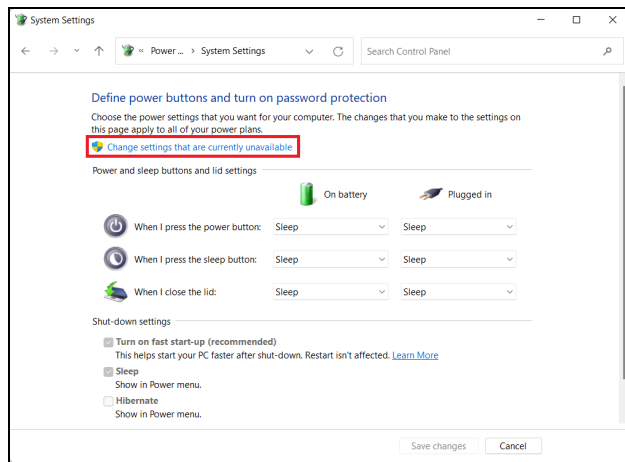 System Settings
« Power ... › System Settings
Search Control Panel
Define power buttons and turn on password protection
Choose the power settings that you want for your computer. The changes that you make to the settings on
this page apply to all of your power plans.
Change settings that are currently unavailable
Power and sleep buttons and lid settings
On battery Plugged in
When I press the power button: Sleep Sleep
When I press the sleep button: Sleep Sleep
When I close the lid: Sleep Sleep
Shut-down settings
Turn on fast start-up (recommended)
This helps start your PC faster after shut-down. Restart isn't affected. Learn More
Sleep
Show in Power menu.
Hibernate
Show in Power menu.
Save changes Cancel